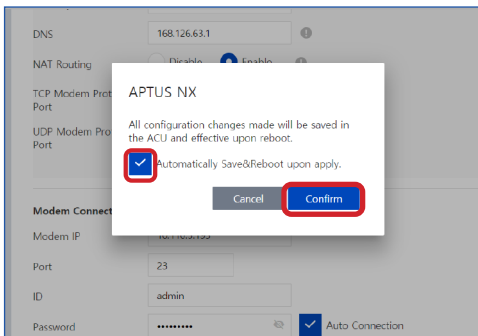 DNS
168.126.63.1
NAT Routing
Disable
Enable
TCP Modem Prot
Port
UDP Modem Pro
Port
APTUS NX
All configuration changes made will be saved in
the ACU and effective upon reboot.
Automatically Save&Reboot upon apply.
Cancel
Confirm
Modem Connect
Modem IP
Port
23
ID
admin
Password
•••••••••
Auto Connection